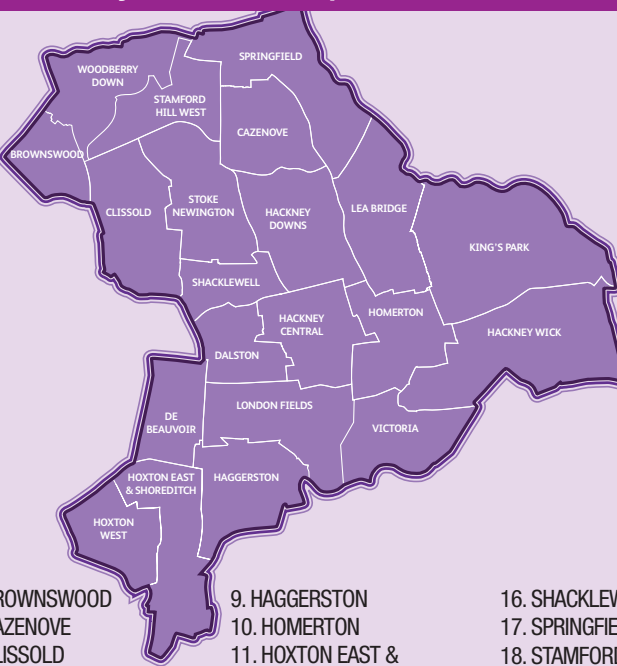 SPRINGFIELD
WOODBERRY
DOWN
STAMFORD
HILL WEST
CAZENOVE
BROWNSWOOD
CLISSOLD
STOKE
NEWINGTON
HACKNEY
DOWNS
LEA BRIDGE
KING'S PARK
SHACKLEWELL
HACKNEY
CENTRAL
HOMERTON
HACKNEY WICK
DALSTON
LONDON FIELDS
DE
BEAUVOIR
VICTORIA
HOXTON EAST
& SHOREDITCH
HAGGERSTON
HOXTON
WEST
ROWNSWOOD
AZENOVE
LISSOLD
9. HAGGERSTON
10. HOMERTON
11. HOXTON EAST &
16. SHACKLEW
17. SPRINGFIE
18. STAMFORD